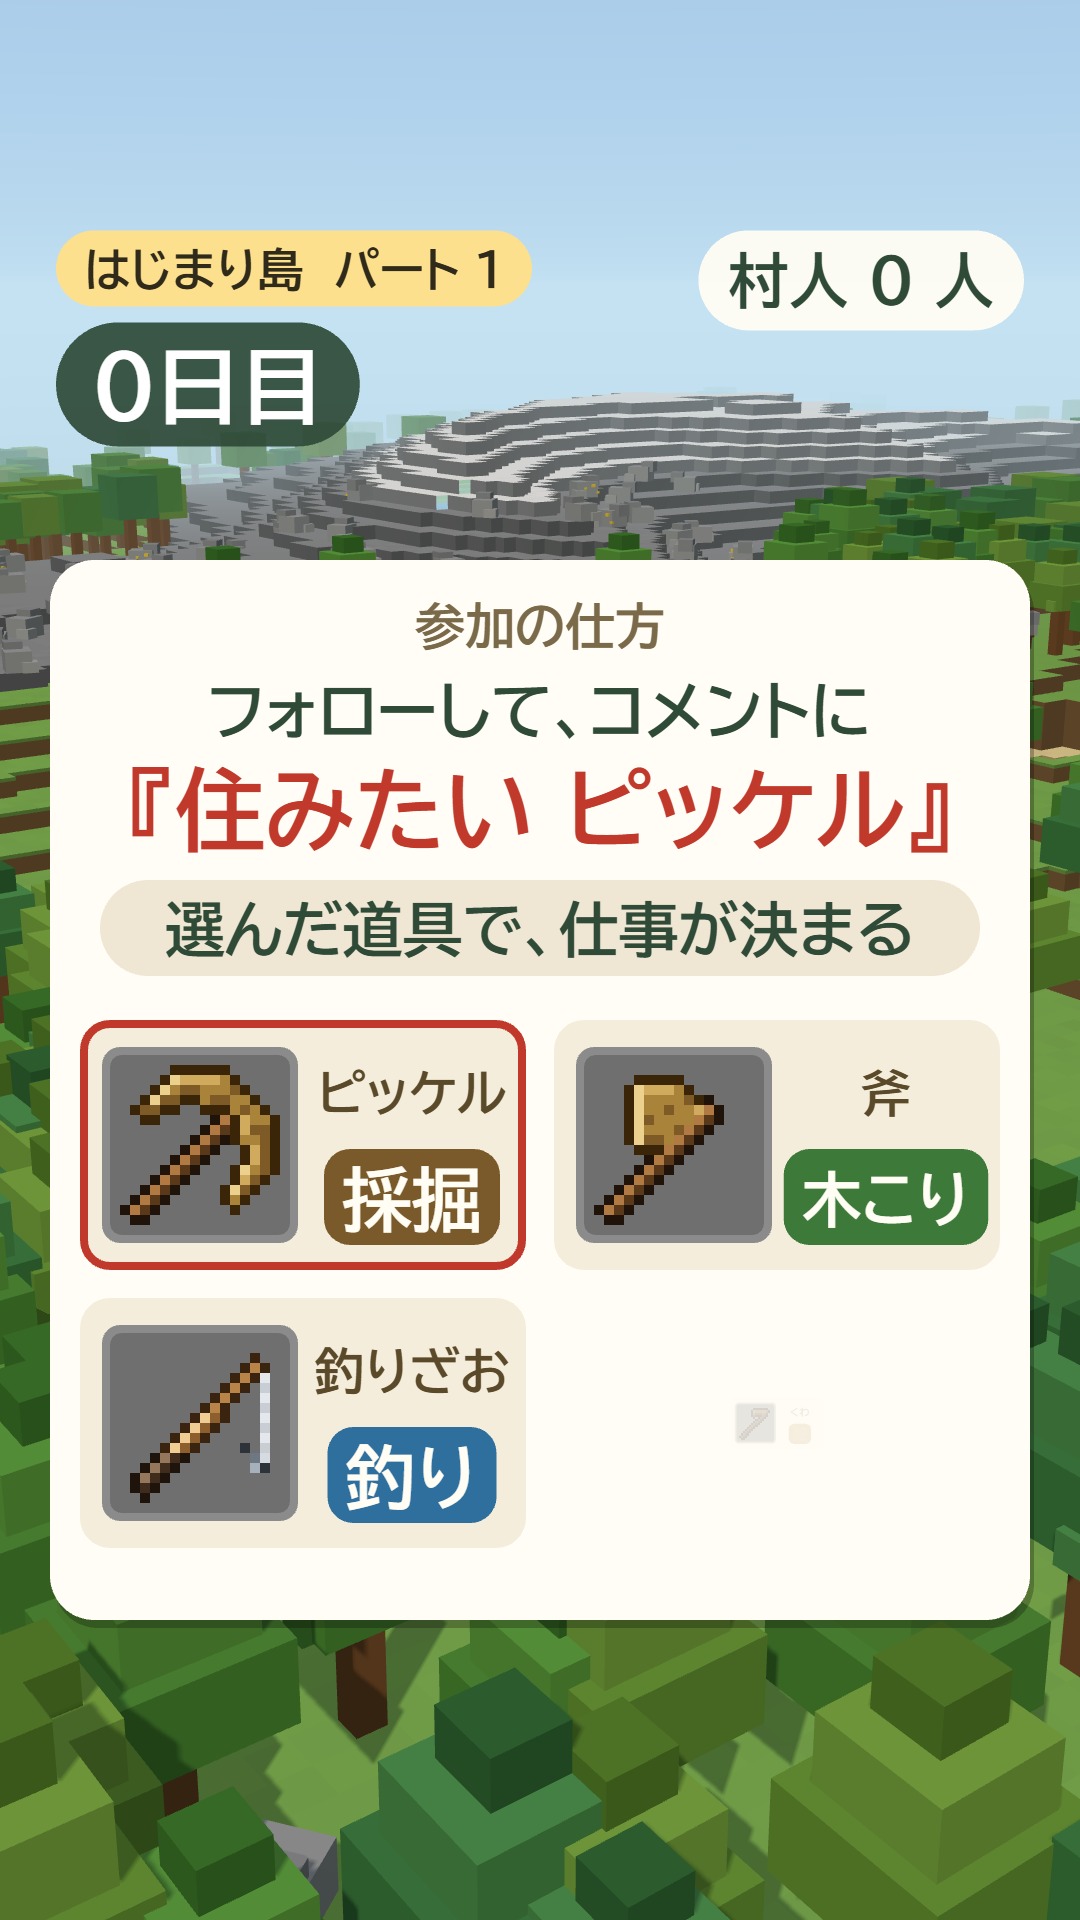 はじまり島 パート 1
村人 0 人
0日目
参加の仕方
フォローして、コメントに
『住みたい ピッケル』
選んだ道具で、仕事が決まる
ピッケル
採掘
斧
木こり
釣りざお
釣り
くわ